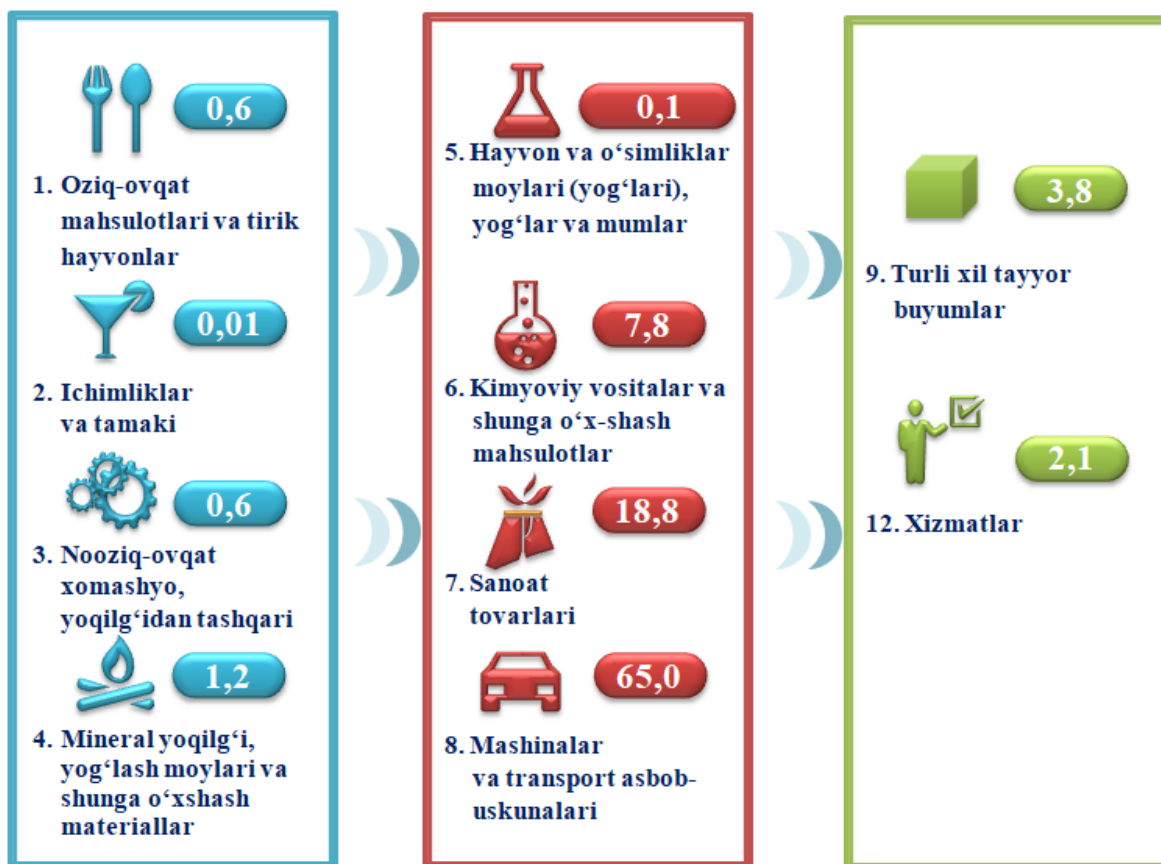 0,6
1. Oziq-ovqat
mahsulotlari va tirik
hayvonlar
0,01
2. Ichimliklar
va tamaki
0,6
3. Nooziq-ovqat
xomashyo,
yoqilg‘idan tashqari
1,2
4. Mineral yoqilg‘i,
yog‘lash moylari va
shunga o‘xshash
materiallar
0,1
5. Hayvon va o‘simliklar
moylari (yog‘lari),
yog‘lar va mumlar
7,8
6. Kimyoviy vositalar va
shunga o‘x-shash
mahsulotlar
18,8
7. Sanoat
tovarlari
65,0
8. Mashinalar
va transport asbob-
uskunalari
3,8
9. Turli xil tayyor
buyumlar
2,1
12. Xizmatlar